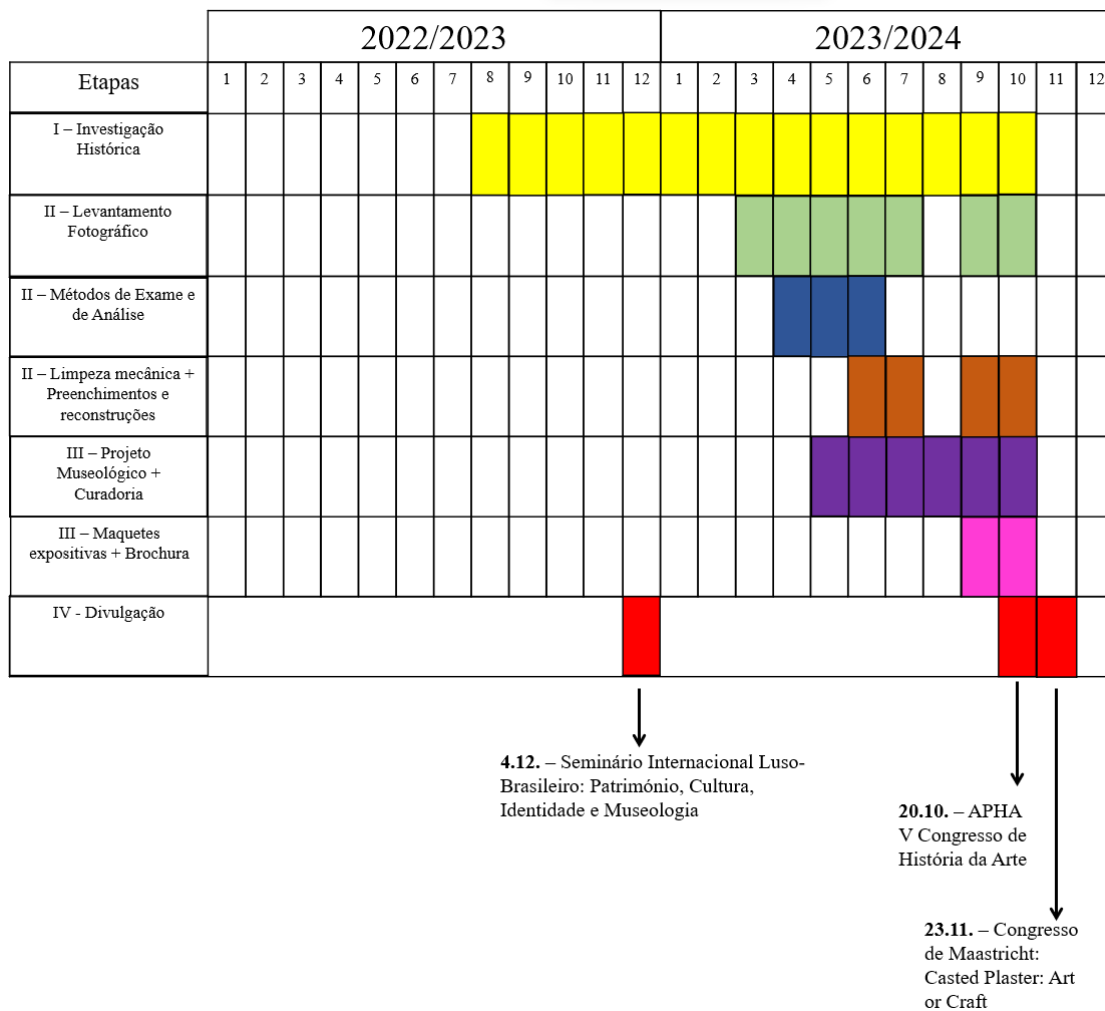 2022/2023 2023/2024
Etapas 1 2 3 4 5 6 7 8 9 10 11 12 1 2 3 4 5 6 7 8 9 10 11 12
I – Investigação
Histórica
II – Levantamento
Fotográfico
II – Métodos de Exame e
de Análise
II – Limpeza mecânica +
Preenchimentos e
reconstruções
III – Projeto
Museológico +
Curadoria
III – Maquetes
expositivas + Brochura
IV - Divulgação
4.12. – Seminário Internacional Luso-
Brasileiro: Património, Cultura,
Identidade e Museologia
20.10. – APHA
V Congresso de
História da Arte
23.11. – Congresso
de Maastricht:
Casted Plaster: Art
or Craft